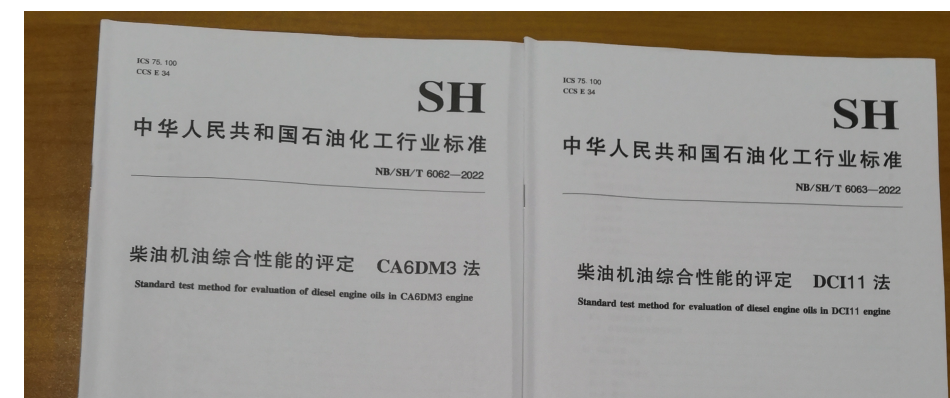 ICS 75. 100
CCS E 34
SH
中华人民共和国石油化工行业标准
NB/SH/T 6062—2022
柴油机油综合性能的评定 CA6DM3 法
Standard test method for evaluation of diesel engine oils in CA6DM3 engine
ICS 75. 100
CCS E 34
SH
中华人民共和国石油化工行业标准
NB/SH/T 6063—2022
柴油机油综合性能的评定 DCI11 法
Standard test method for evaluation of diesel engine oils in DCI11 engine